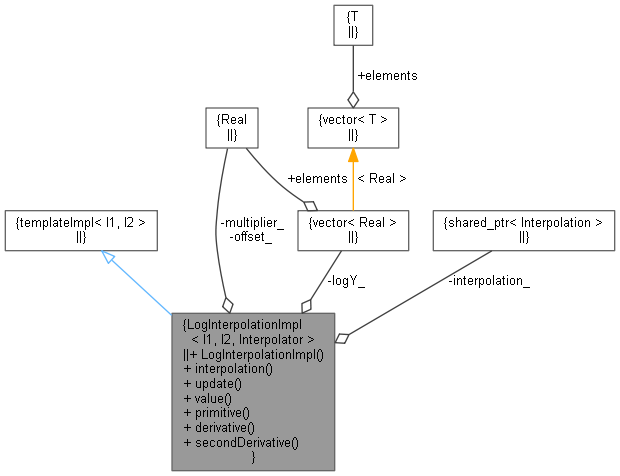 {T
||}
+elements
{Real
||}
{vector< T >
||}
+elements
< Real >
-multiplier_
-offset_
{templateImpl< I1, I2 >
||}
{vector< Real >
||}
{shared_ptr< Interpolation >
||}
-logY_
-interpolation_
{LogInterpolationImpl
< I1, I2, Interpolator >
||+ LogInterpolationImpl()
+ interpolation()
+ update()
+ value()
+ primitive()
+ derivative()
+ secondDerivative()
}